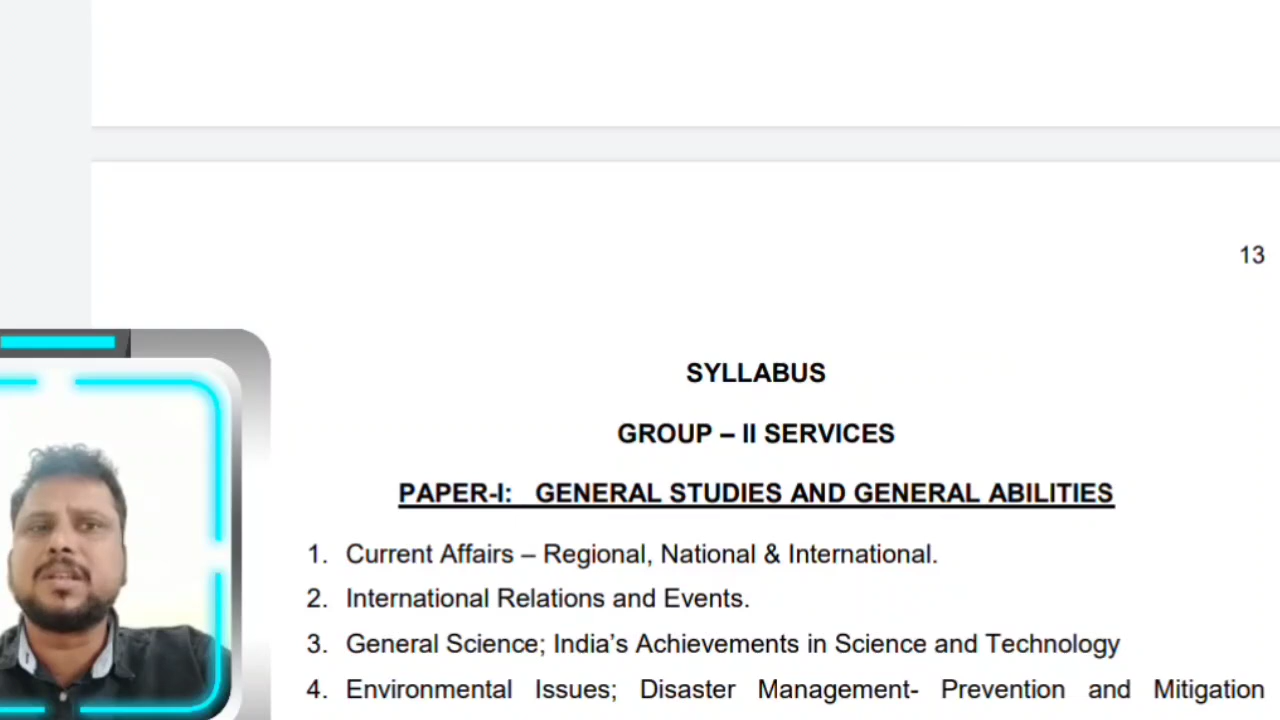 13
SYLLABUS
GROUP – II SERVICES
PAPER-I: GENERAL STUDIES AND GENERAL ABILITIES
1. Current Affairs – Regional, National & International.
2. International Relations and Events.
3. General Science; India’s Achievements in Science and Technology
4. Environmental Issues; Disaster Management- Prevention and Mitigation